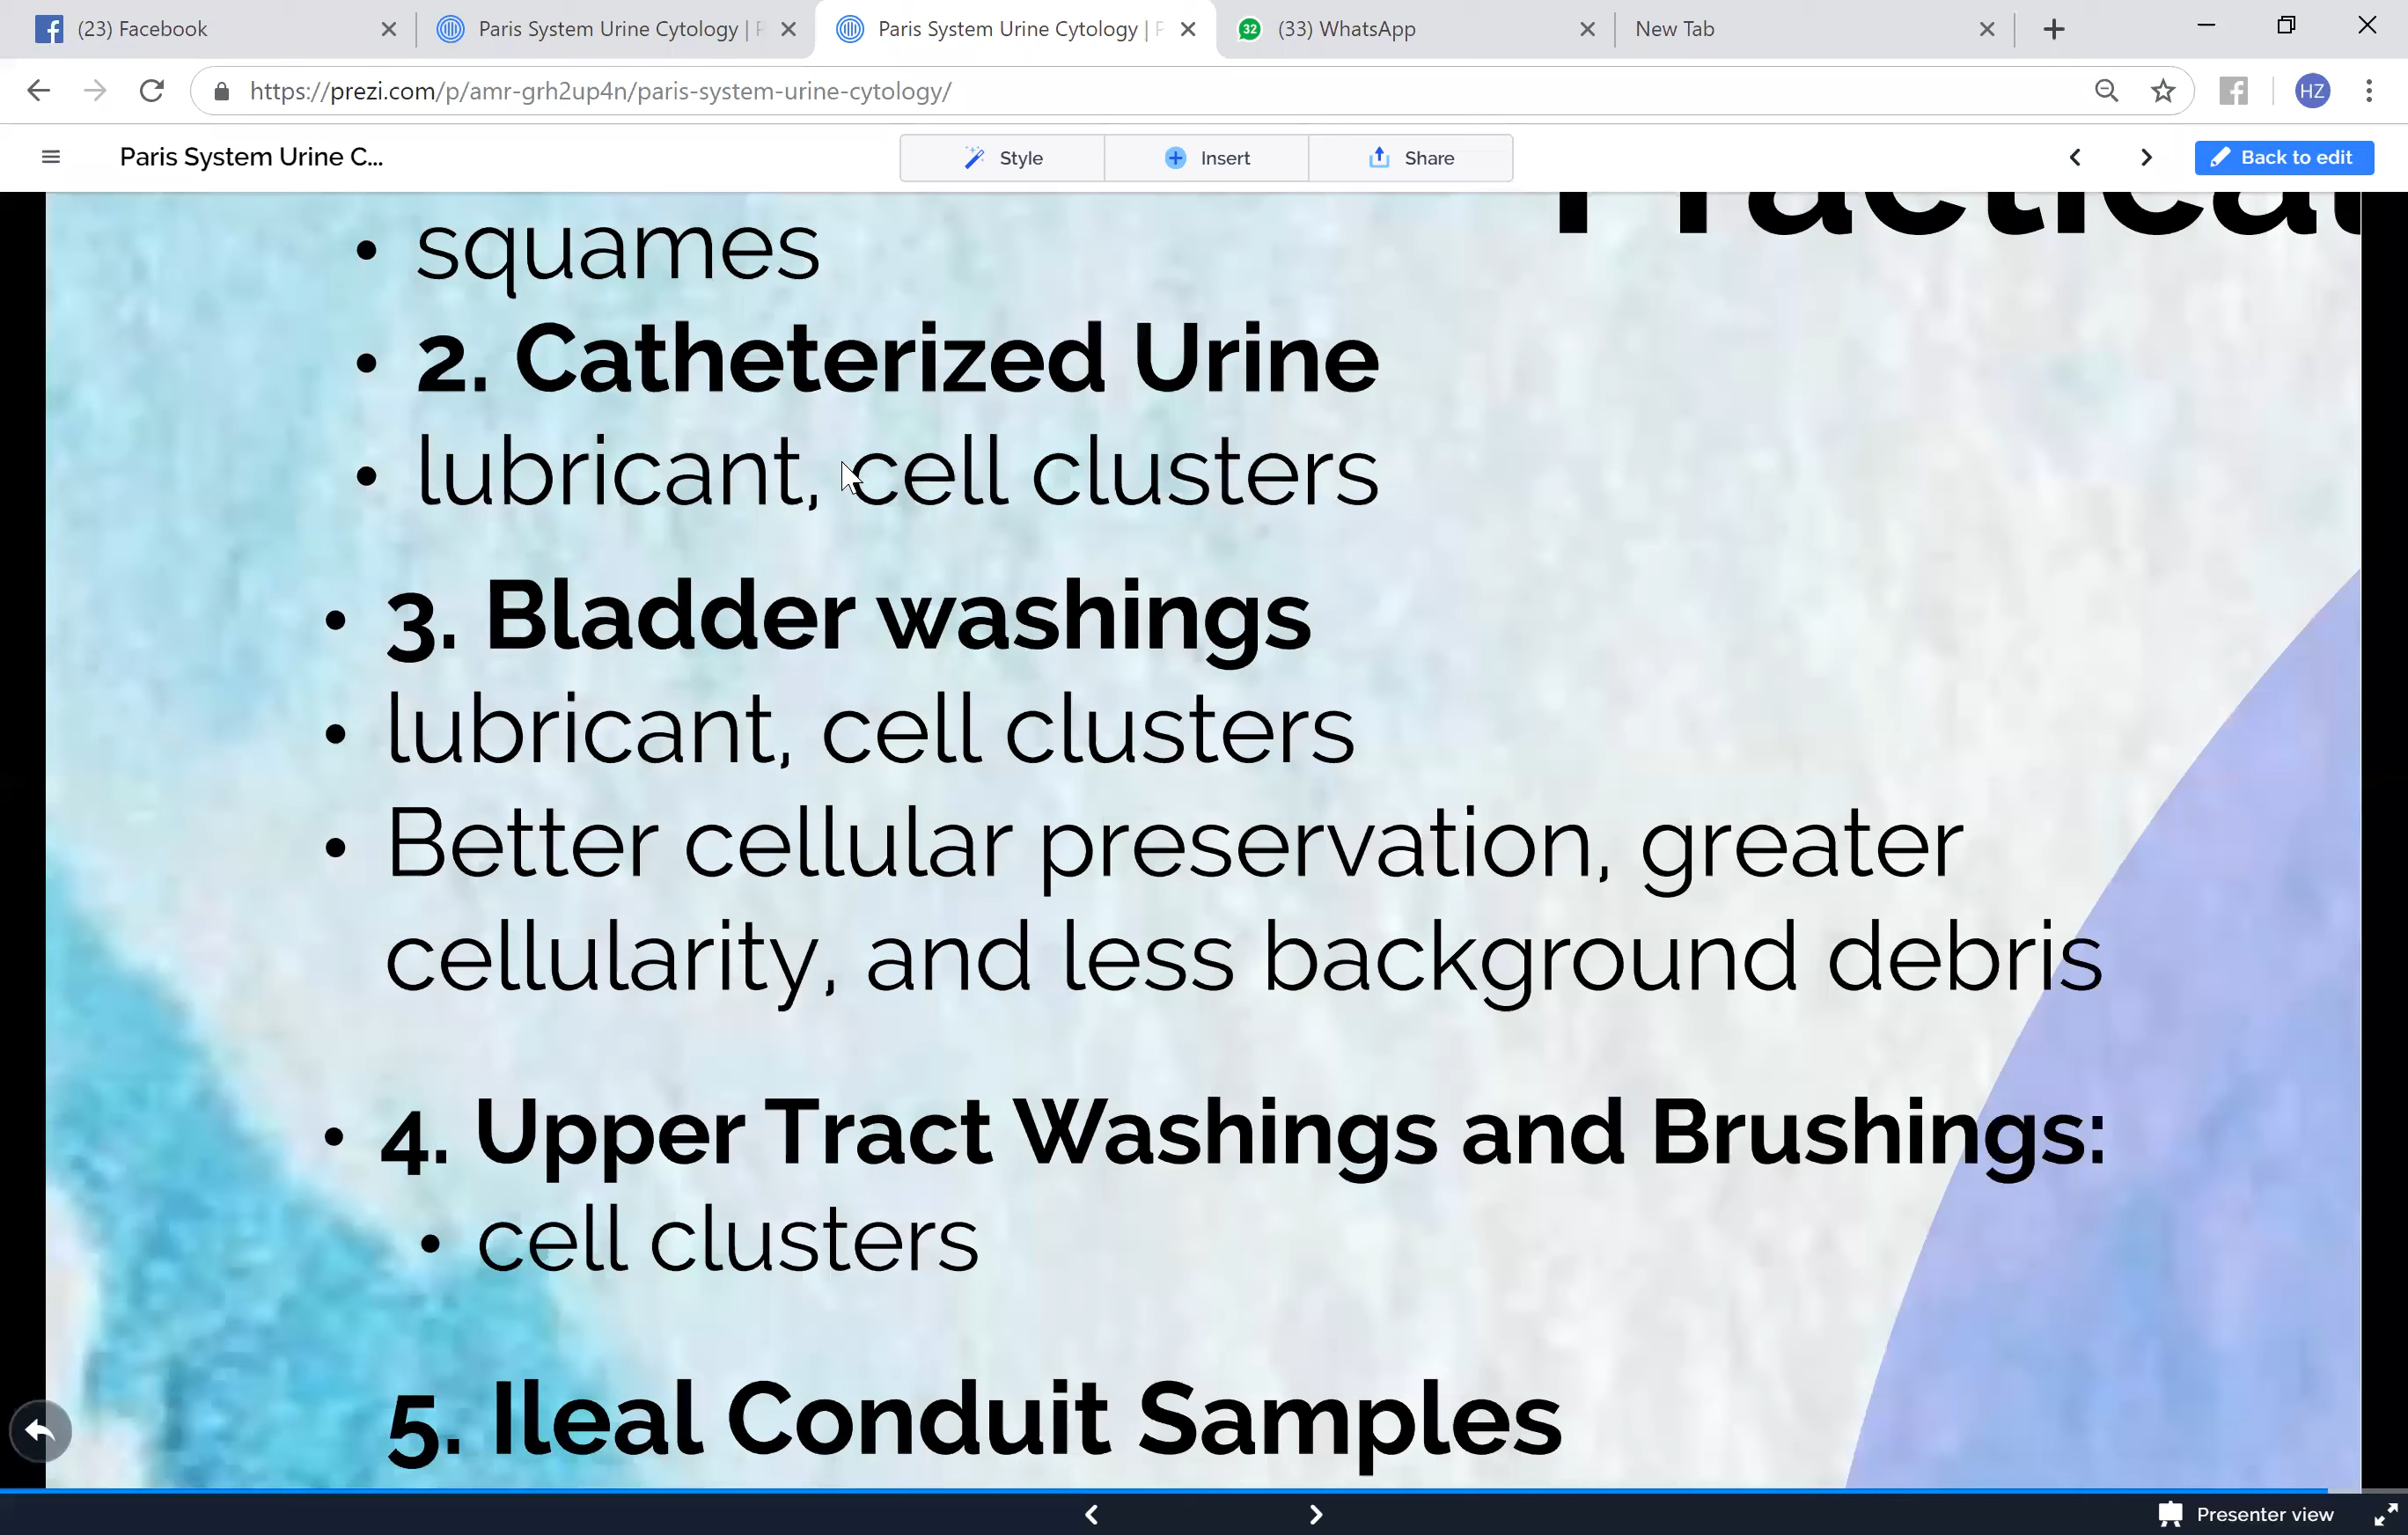 (23) Facebook
Paris System Urine Cytology |
Paris System Urine Cytology |
32
(33) WhatsApp
New Tab
https://prezi.com/p/amr-grh2up4n/paris-system-urine-cytology/
HZ
Paris System Urine C...
Style
Insert
Share
Back to edit
Practical
• squames
• 2. Catheterized Urine
• lubricant, cell clusters
• 3. Bladder washings
• lubricant, cell clusters
• Better cellular preservation, greater
cellularity, and less background debris
• 4. Upper Tract Washings and Brushings:
• cell clusters
5. Ileal Conduit Samples
Presenter view